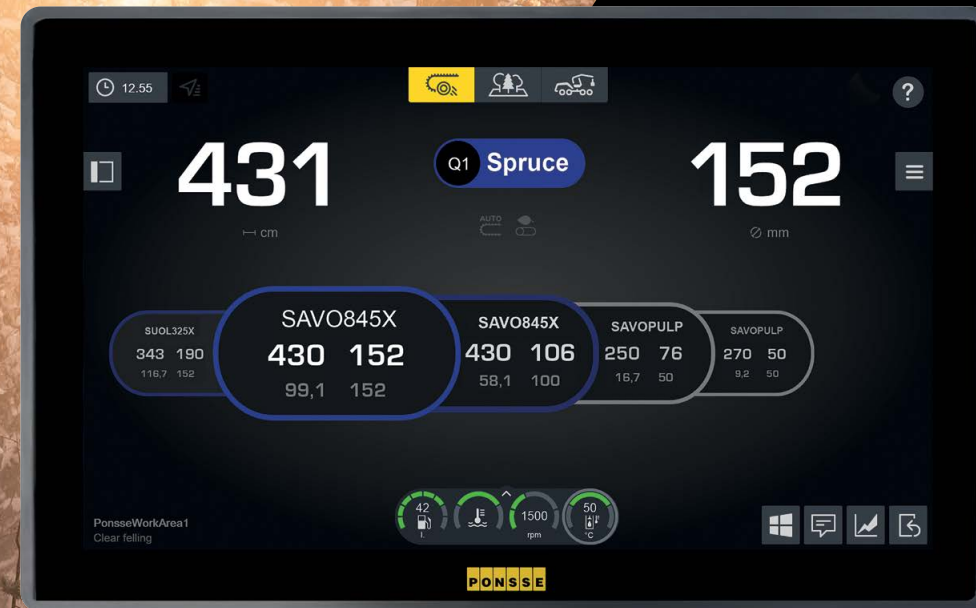 12.55
?
431
cm
Q1 Spruce
AUTO
152
Ø mm
SUOL325X
343 190
116,7 152
SAVO845X
430 152
99,1 152
SAVO845X
430 106
58,1 100
SAVOPULP
250 76
16,7 50
SAVOPULP
270 50
9,2 50
42
L
1500
rpm
50
°C
PonsseWorkArea1
Clear felling
PONSSE